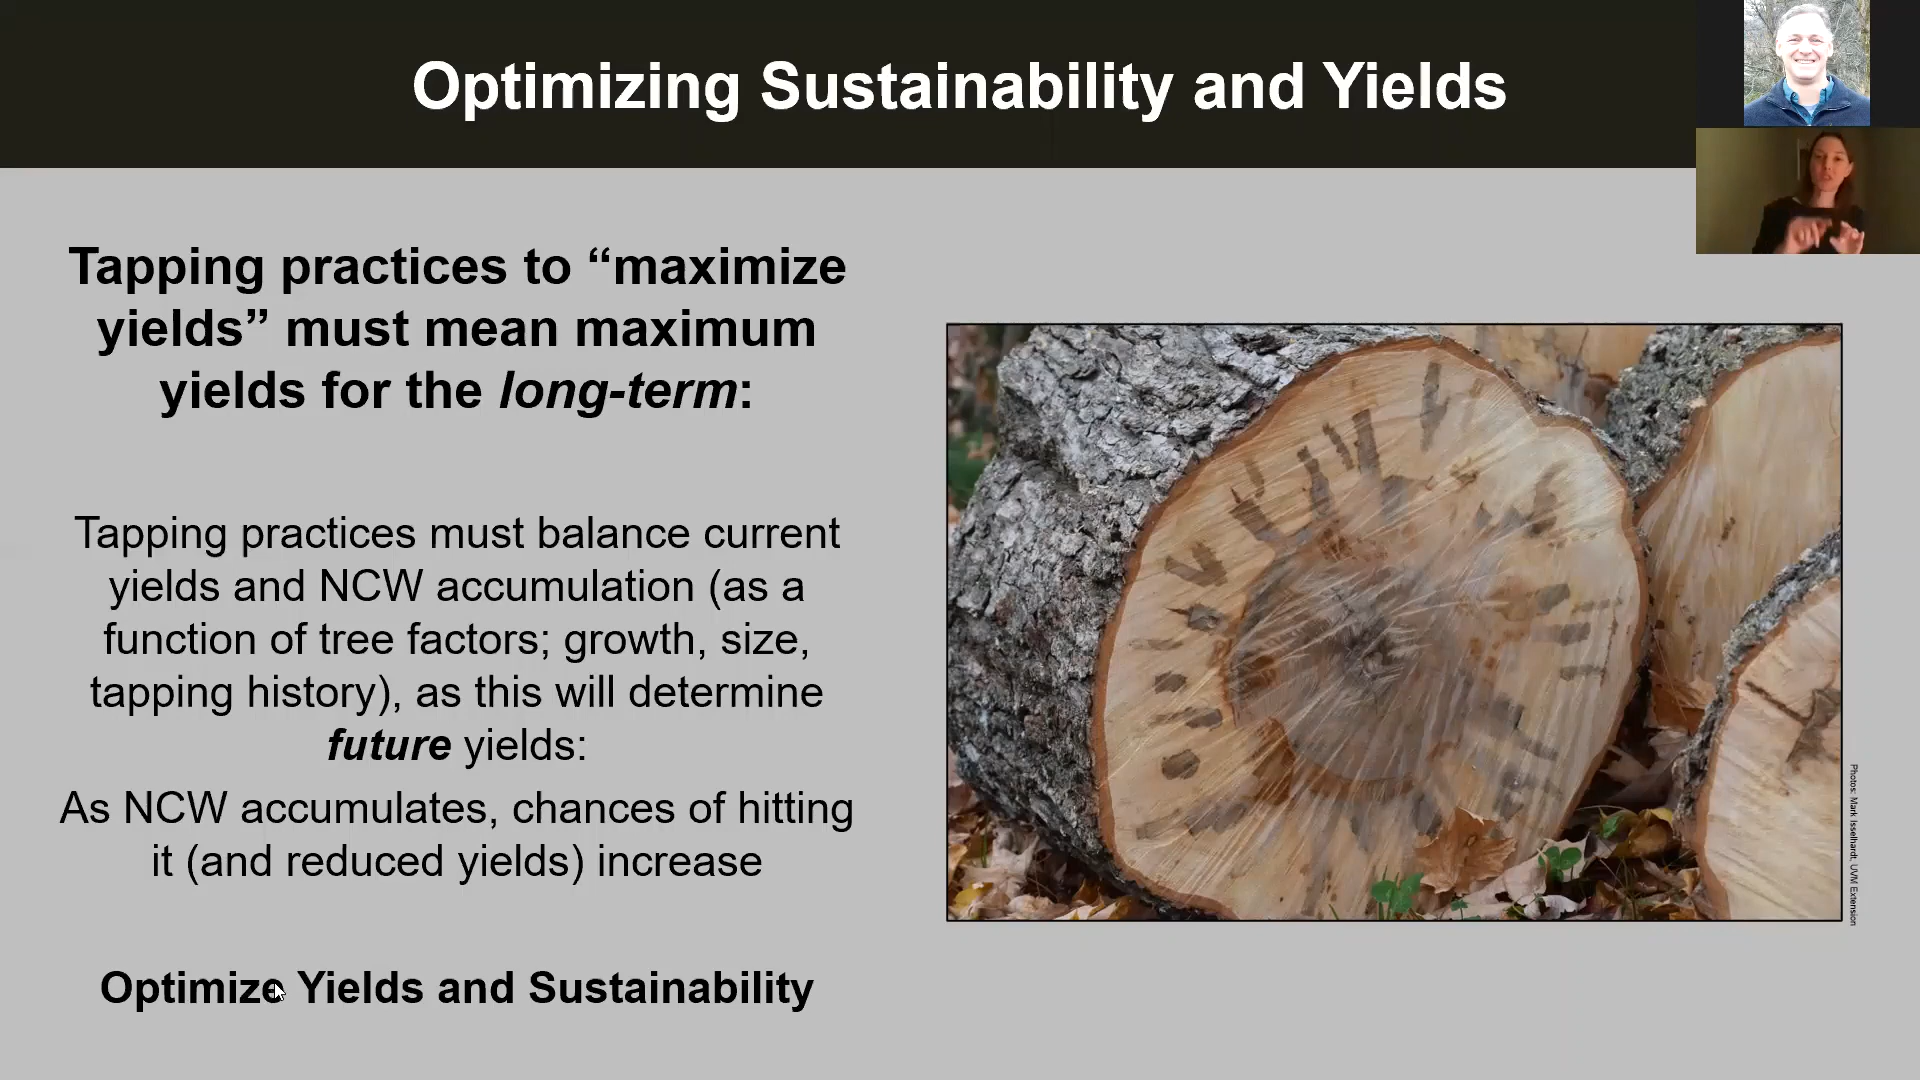 Optimizing Sustainability and Yields
Tapping practices to “maximize
yields” must mean maximum
yields for the long-term:
Tapping practices must balance current
yields and NCW accumulation (as a
function of tree factors; growth, size,
tapping history), as this will determine
future yields:
As NCW accumulates, chances of hitting
it (and reduced yields) increase
Optimize Yields and Sustainability
Photos: Mark Isselhardt, UVM Extension